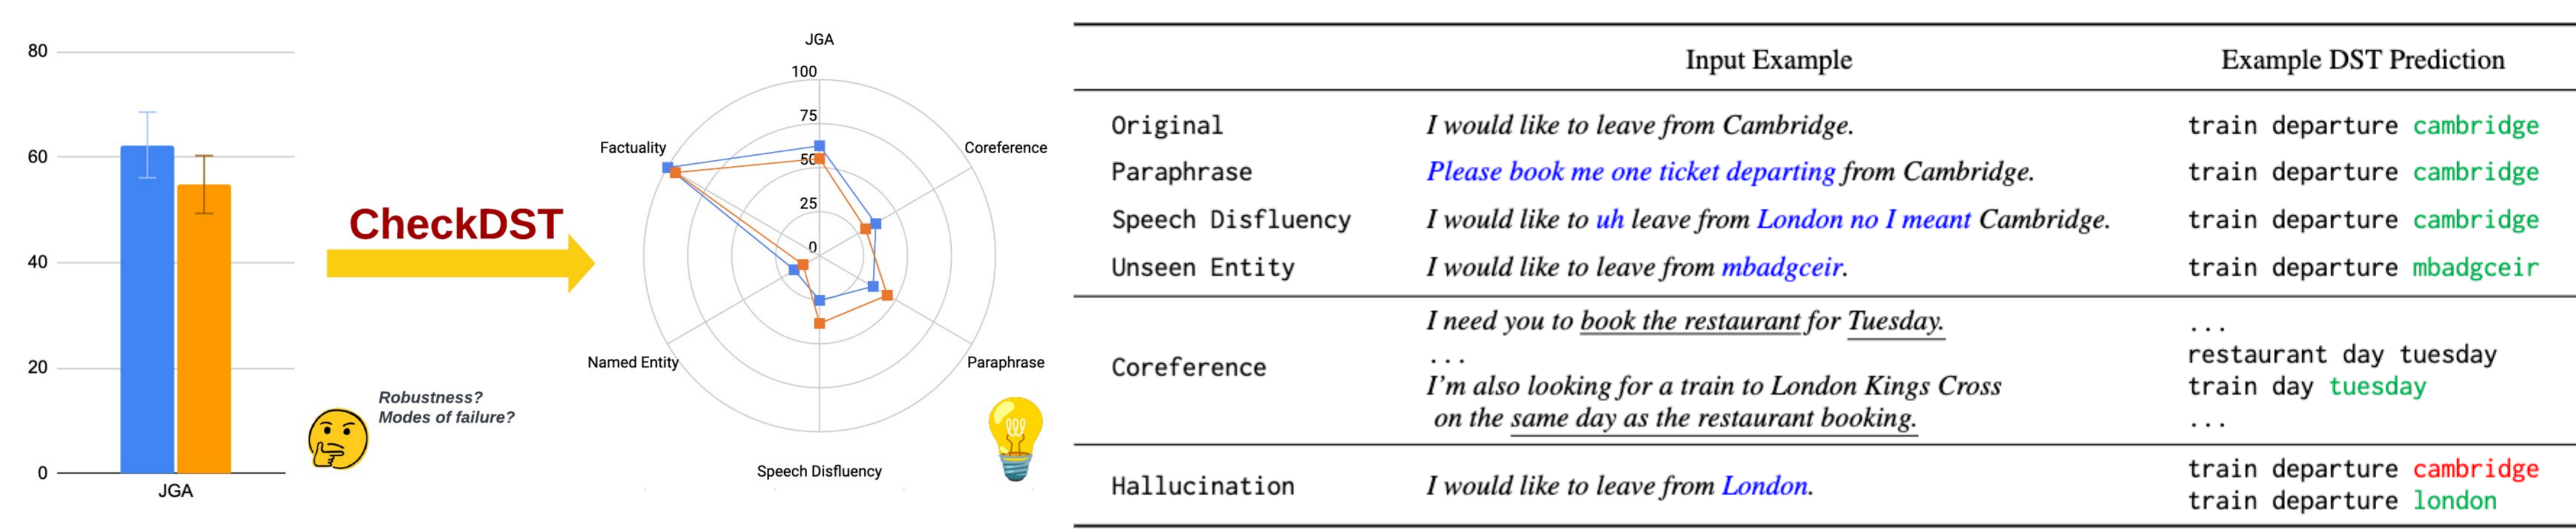 80
60
40
20
0
JGA
CheckDST
Robustness?
Modes of failure?
JGA
100
75
50
25
0
Factuality
Coreference
Named Entity
Paraphrase
Speech Disfluency
Input Example Example DST Prediction
Original I would like to leave from Cambridge. train departure cambridge
Paraphrase Please book me one ticket departing from Cambridge. train departure cambridge
Speech Disfluency I would like to uh leave from London no I meant Cambridge. train departure cambridge
Unseen Entity I would like to leave from mbadgceir. train departure mbadgceir
Coreference
I need you to book the restaurant for Tuesday.
...
I'm also looking for a train to London Kings Cross
on the same day as the restaurant booking.
...
restaurant day tuesday
train day tuesday
...
Hallucination I would like to leave from London.
train departure cambridge
train departure london